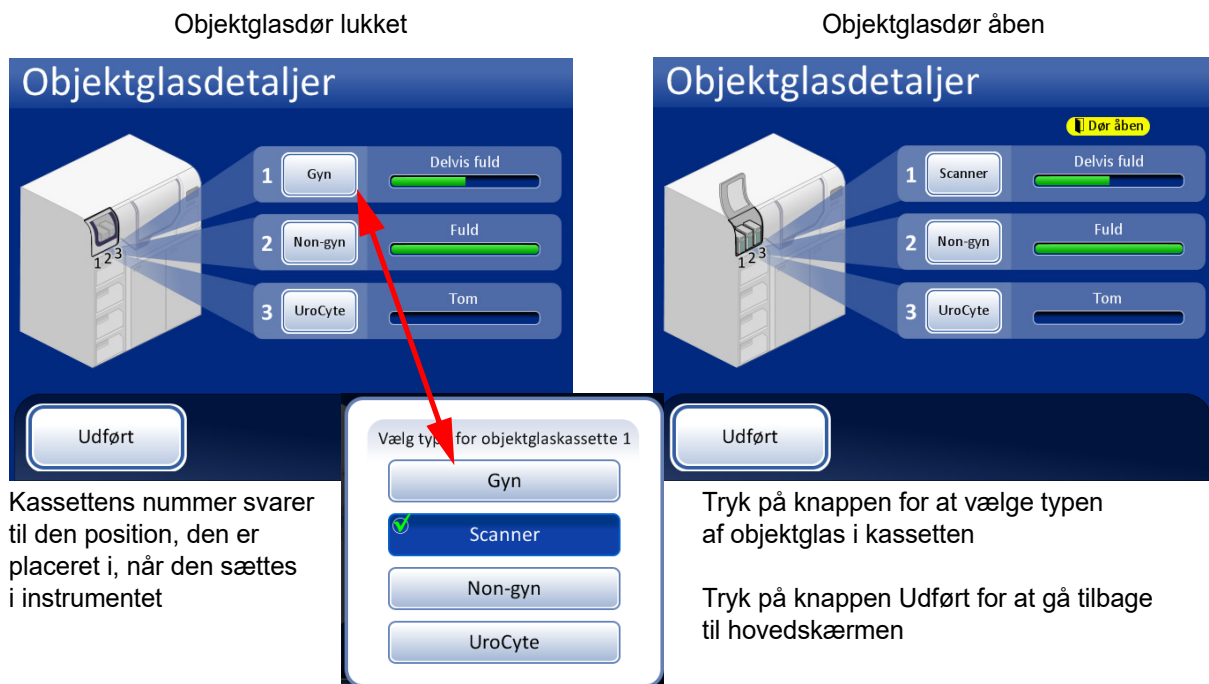 Objektglasdør lukket
Objektglasdetaljer
1 Gyn Delvis fuld
2 Non-gyn Fuld
3 UroCyte Tom
1 2 3
Udført
Objektglasdør åben
Objektglasdetaljer
Dør åben
1 Scanner Delvis fuld
2 Non-gyn Fuld
3 UroCyte Tom
1 2 3
Udført
Vælg type for objektglaskassette 1
Gyn
Scanner
Non-gyn
UroCyte
Kassettens nummer svarer
til den position, den er
placeret i, når den sættes
i instrumentet
Tryk på knappen for at vælge typen
af objektglas i kassetten
Tryk på knappen Udført for at gå tilbage
til hovedskærmen